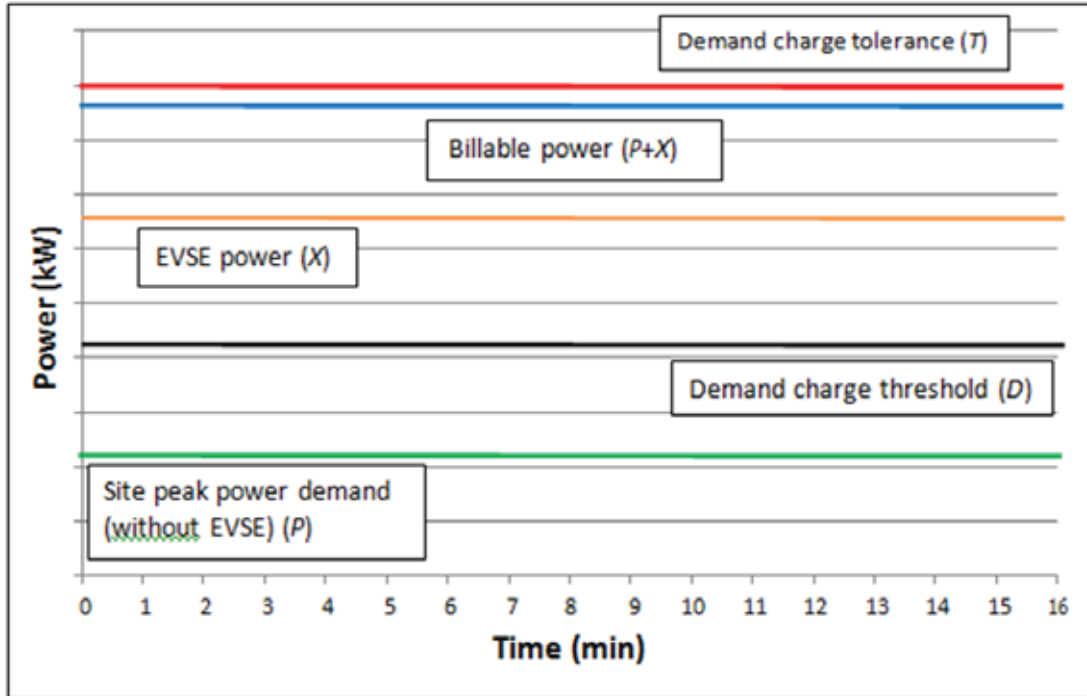 Demand charge tolerance (T)
Billable power (P+X)
EVSE power (X)
Demand charge threshold (D)
Site peak power demand
(without EVSE) (P)
Power (kW)
0 1 2 3 4 5 6 7 8 9 10 11 12 13 14 15 16
Time (min)